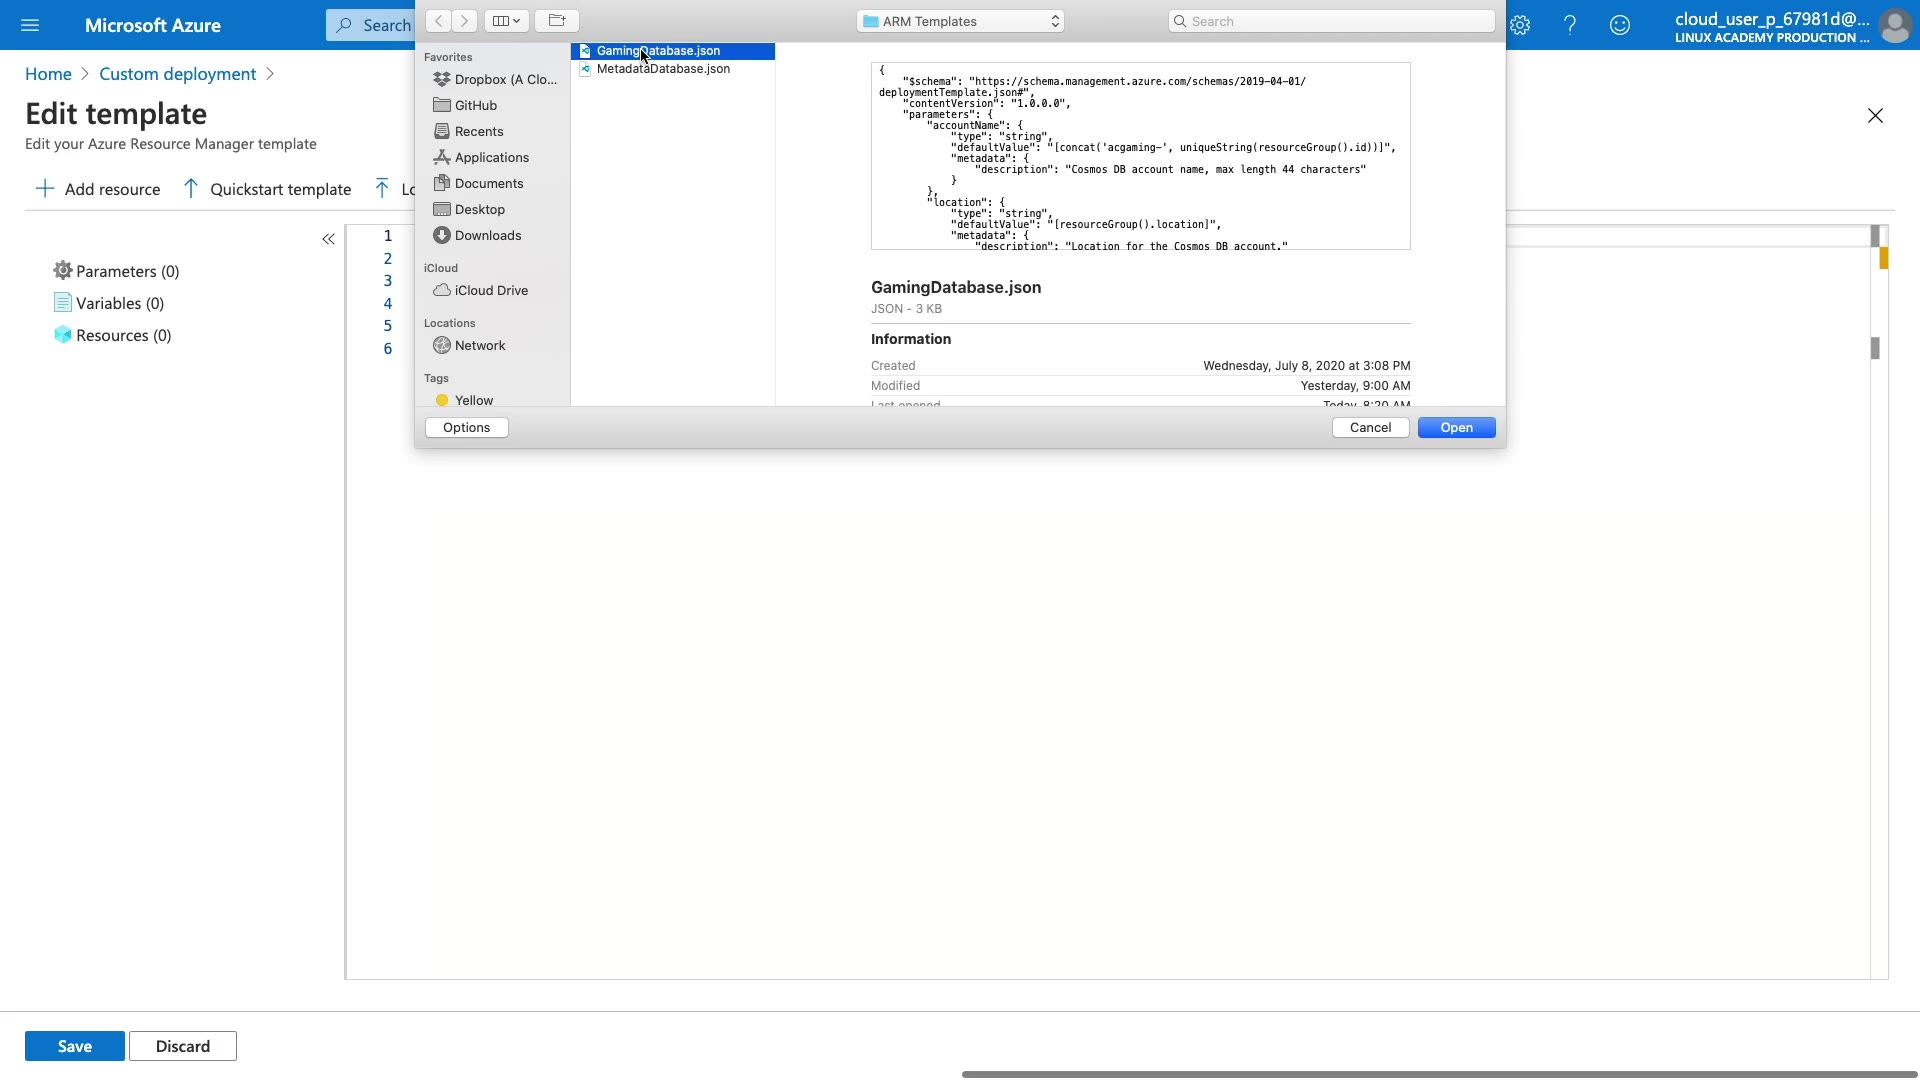 Microsoft Azure
Search
ARM Templates
Search
cloud_user_p_67981d@...
LINUX ACADEMY PRODUCTION ...
Home
Custom deployment
Edit template
Edit your Azure Resource Manager template
Add resource
Quickstart template
Lo
Parameters (0)
Variables (0)
Resources (0)
1
2
3
4
5
6
Favorites
Dropbox (A Clo...
GitHub
Recents
Applications
Documents
Desktop
Downloads
iCloud
iCloud Drive
Locations
Network
Tags
Yellow
GamingDatabase.json
MetadataDatabase.json
{
"$schema": "https://schema.management.azure.com/schemas/2019-04-01/
deploymentTemplate.json#",
"contentVersion": "1.0.0.0",
"parameters": {
"accountName": {
"type": "string",
"defaultValue": "[concat('acgaming-', uniqueString(resourceGroup().id))]",
"metadata": {
"description": "Cosmos DB account name, max length 44 characters"
}
},
"location": {
"type": "string",
"defaultValue": "[resourceGroup().location]",
"metadata": {
"description": "Location for the Cosmos DB account."
GamingDatabase.json
JSON - 3 KB
Information
Created Wednesday, July 8, 2020 at 3:08 PM
Modified Yesterday, 9:00 AM
Last opened Today, 8:20 AM
Options
Cancel
Open
Save
Discard